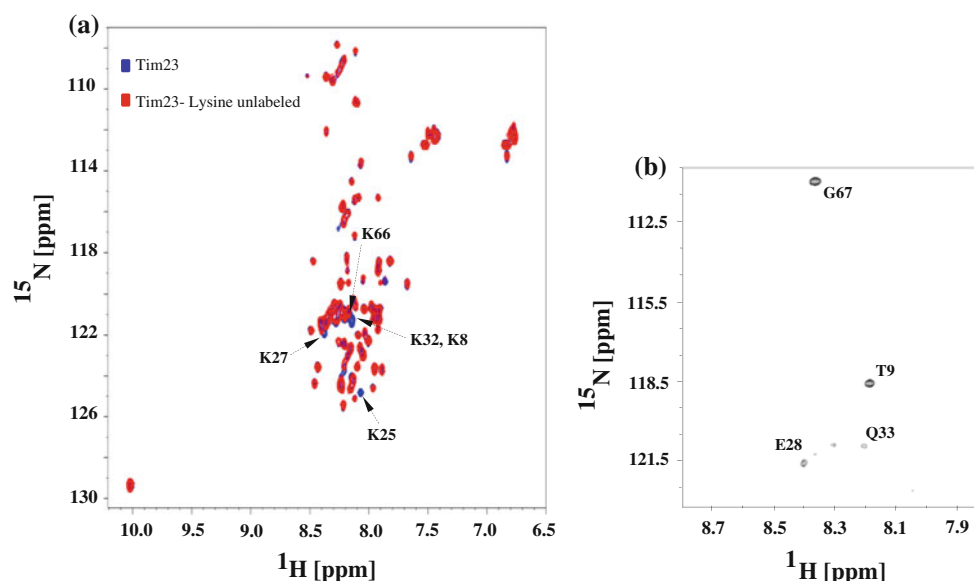 (a)
Tim23
Tim23- Lysine unlabeled
110
114
118
122
126
130
15N [ppm]
10.0 9.0 8.5 8.0 7.5 7.0 6.5
1H [ppm]
K66
K32, K8
K27
K25
(b)
G67
T9
Q33
E28
112.5
115.5
118.5
121.5
15N [ppm]
8.7 8.5 8.3 8.1 7.9
1H [ppm]